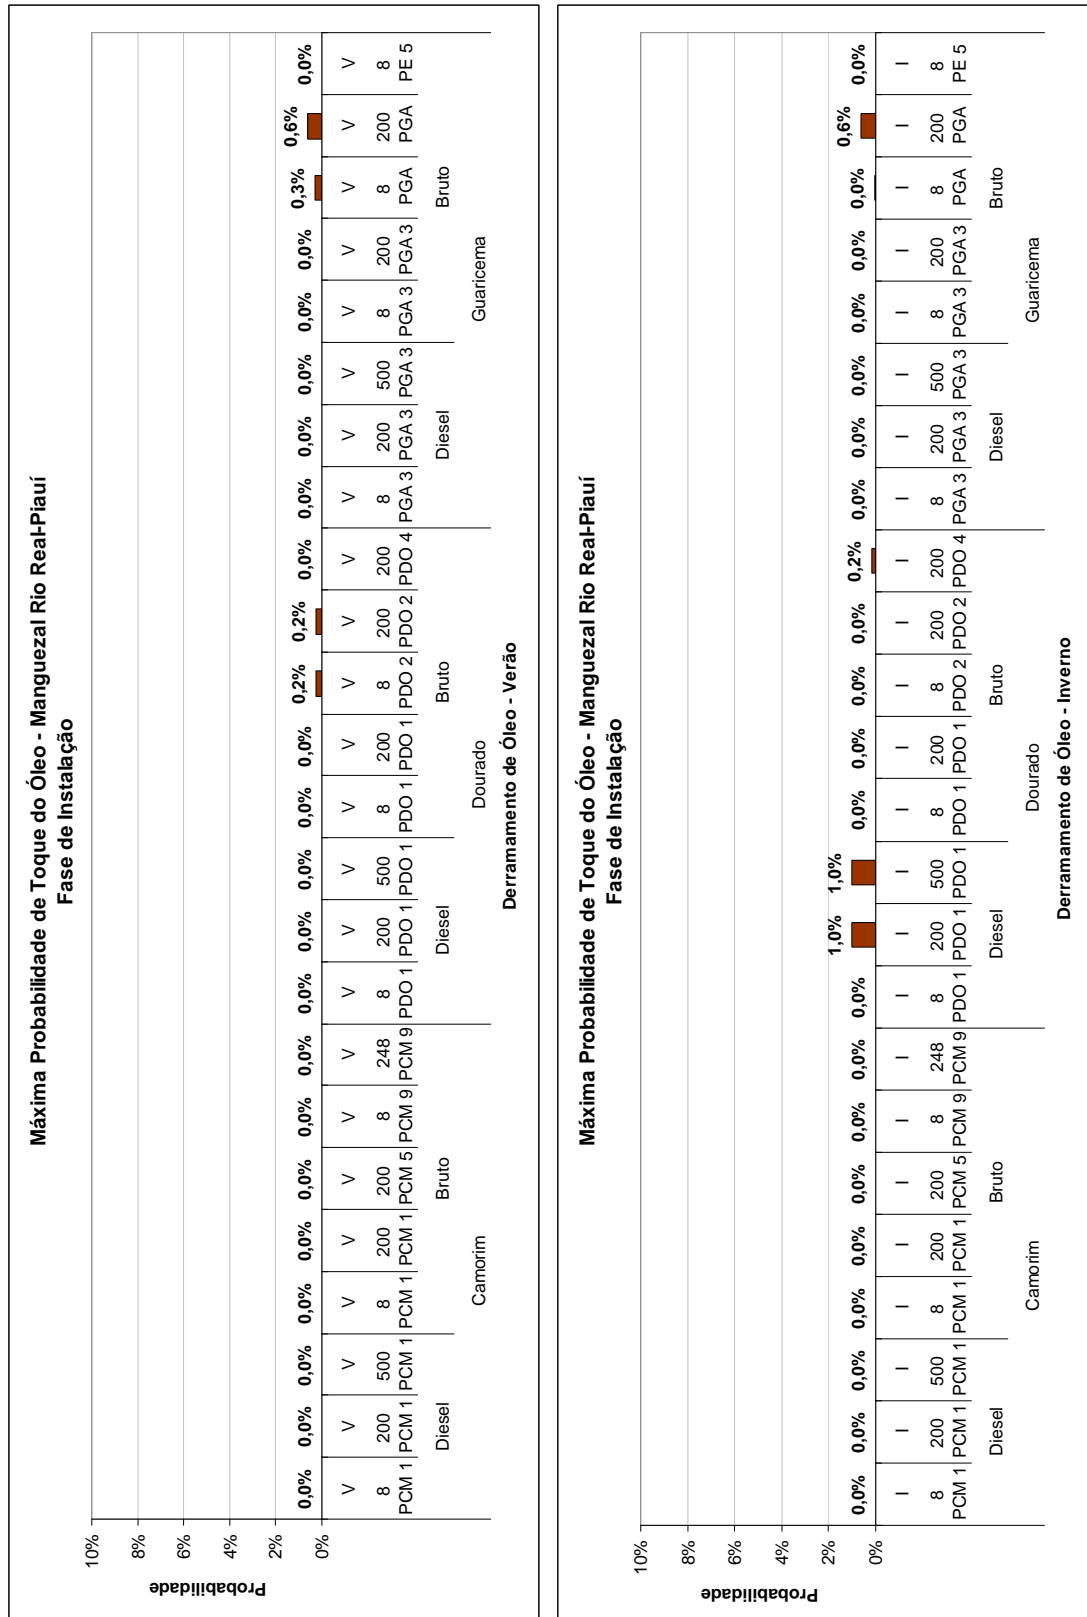 Máxima Probabilidade de Toque do Óleo - Manguezal Rio Real-Piauí
Fase de Instalação
Probabilidade
10%
8%
6%
4%
2%
0%
0,0% 0,0% 0,0% 0,0% 0,0% 0,0% 0,0% 0,0% 0,0% 0,0% 0,0% 0,0% 0,0% 0,2% 0,2% 0,0% 0,0% 0,0% 0,0% 0,0% 0,0% 0,3% 0,6% 0,0%
V V V V V V V V V V V V V V V V V V V V V V V V
8 200 500 8 200 200 8 248 8 200 500 8 200 8 200 200 8 200 500 8 200 8 200 8
PCM 1 PCM 1 PCM 1 PCM 1 PCM 1 PCM 5 PCM 9 PCM 9 PDO 1 PDO 1 PDO 1 PDO 1 PDO 1 PDO 2 PDO 2 PDO 4 PGA 3 PGA 3 PGA 3 PGA 3 PGA 3 PGA PGA PE 5
Diesel Bruto Diesel Bruto Diesel Bruto
Camorim Dourado Guaricema
Derramamento de Óleo - Verão
Máxima Probabilidade de Toque do Óleo - Manguezal Rio Real-Piauí
Fase de Instalação
Probabilidade
10%
8%
6%
4%
2%
0%
0,0% 0,0% 0,0% 0,0% 0,0% 0,0% 0,0% 0,0% 0,0% 1,0% 1,0% 0,0% 0,0% 0,0% 0,0% 0,2% 0,0% 0,0% 0,0% 0,0% 0,0% 0,0% 0,6% 0,0%
I I I I I I I I I I I I I I I I I I I I I I I I
8 200 500 8 200 200 8 248 8 200 500 8 200 8 200 200 8 200 500 8 200 8 200 8
PCM 1 PCM 1 PCM 1 PCM 1 PCM 1 PCM 5 PCM 9 PCM 9 PDO 1 PDO 1 PDO 1 PDO 1 PDO 1 PDO 2 PDO 2 PDO 4 PGA 3 PGA 3 PGA 3 PGA 3 PGA 3 PGA PGA PE 5
Diesel Bruto Diesel Bruto Diesel Bruto
Camorim Dourado Guaricema
Derramamento de Óleo - Inverno